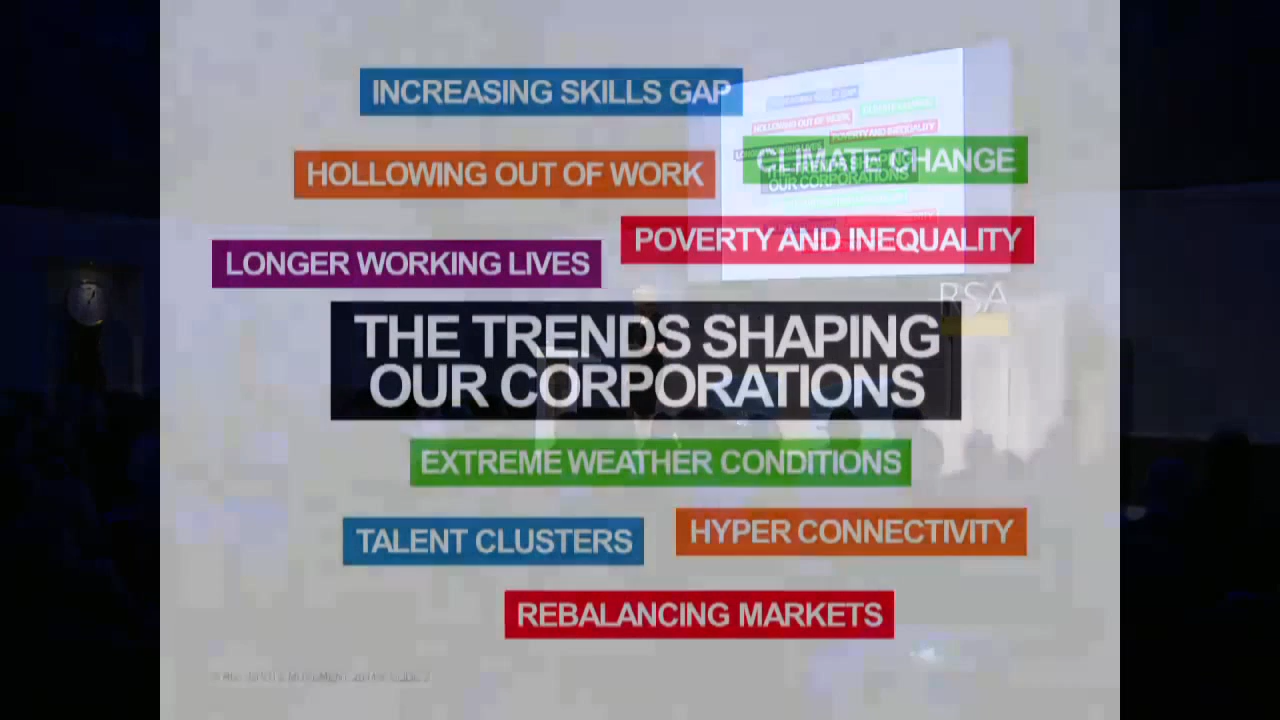 INCREASING SKILLS GAP
CLIMATE CHANGE
HOLLOWING OUT OF WORK
POVERTY AND INEQUALITY
LONGER WORKING LIVES
RSA
THE TRENDS SHAPING
OUR CORPORATIONS
EXTREME WEATHER CONDITIONS
HYPER CONNECTIVITY
TALENT CLUSTERS
REBALANCING MARKETS